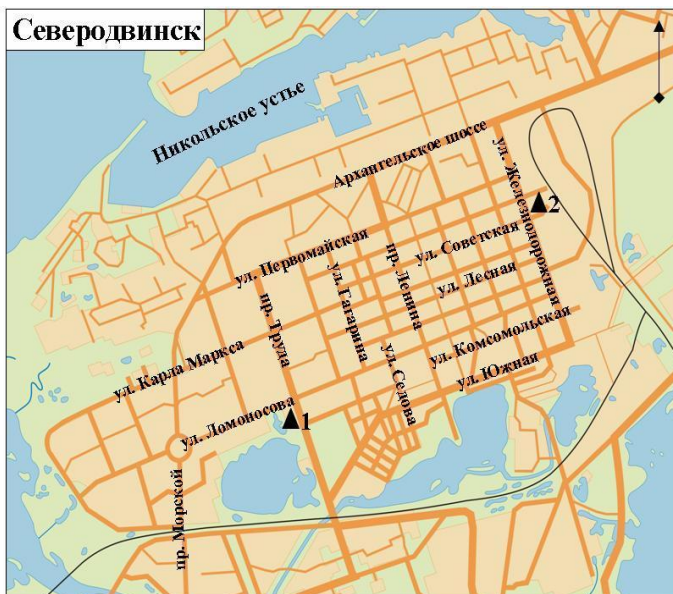 Северодвинск
Никольское устье
Архангельское шоссе
ул. Железнодорожная
2
ул. Первомайская
ул. Советская
пр. Ленина
ул. Лесная
ул. Гагарина
пр. Труда
ул. Комсомольская
ул. Карла Маркса
ул. Южная
ул. Седова
ул. Ломоносова
1
пр. Морской